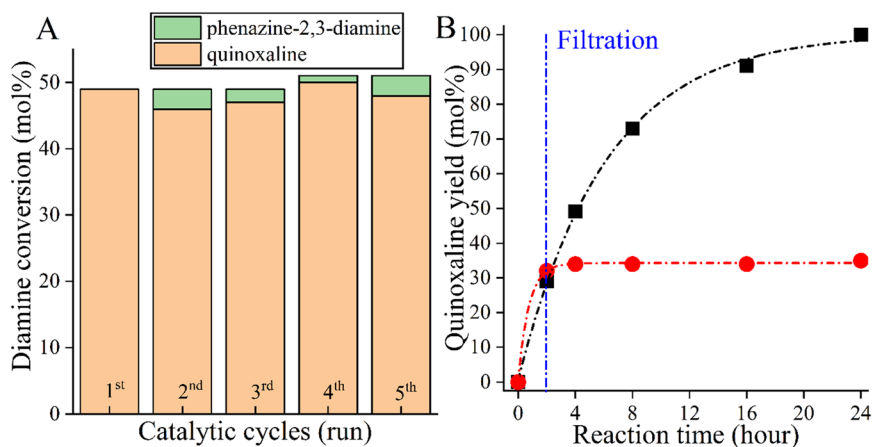 A
phenazine-2,3-diamine
quinoxaline
Diamine conversion (mol%)
60
50
40
30
20
10
0
1st 2nd 3rd 4th 5th
Catalytic cycles (run)
B
Filtration
Quinoxaline yield (mol%)
100
90
80
70
60
50
40
30
20
10
0
0 4 8 12 16 20 24
Reaction time (hour)